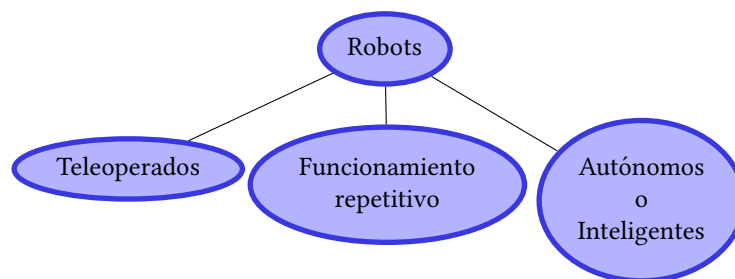 Robots
Teleoperados
Funcionamiento
repetitivo
Autónomos
o
Inteligentes